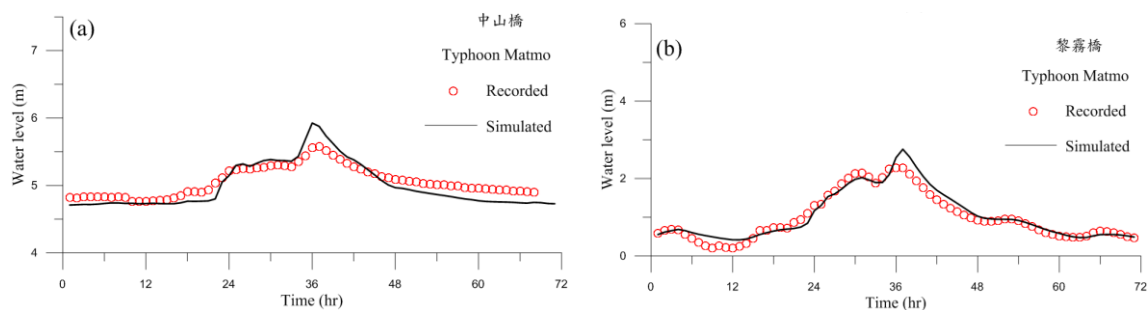 (a)
中山橋
Typhoon Matmo
Recorded
Simulated
Water level (m)
7
6
5
4
0
12
24
36
48
60
72
Time (hr)
(b)
黎霧橋
Typhoon Matmo
Recorded
Simulated
Water level (m)
6
4
2
0
0
12
24
36
48
60
72
Time (hr)